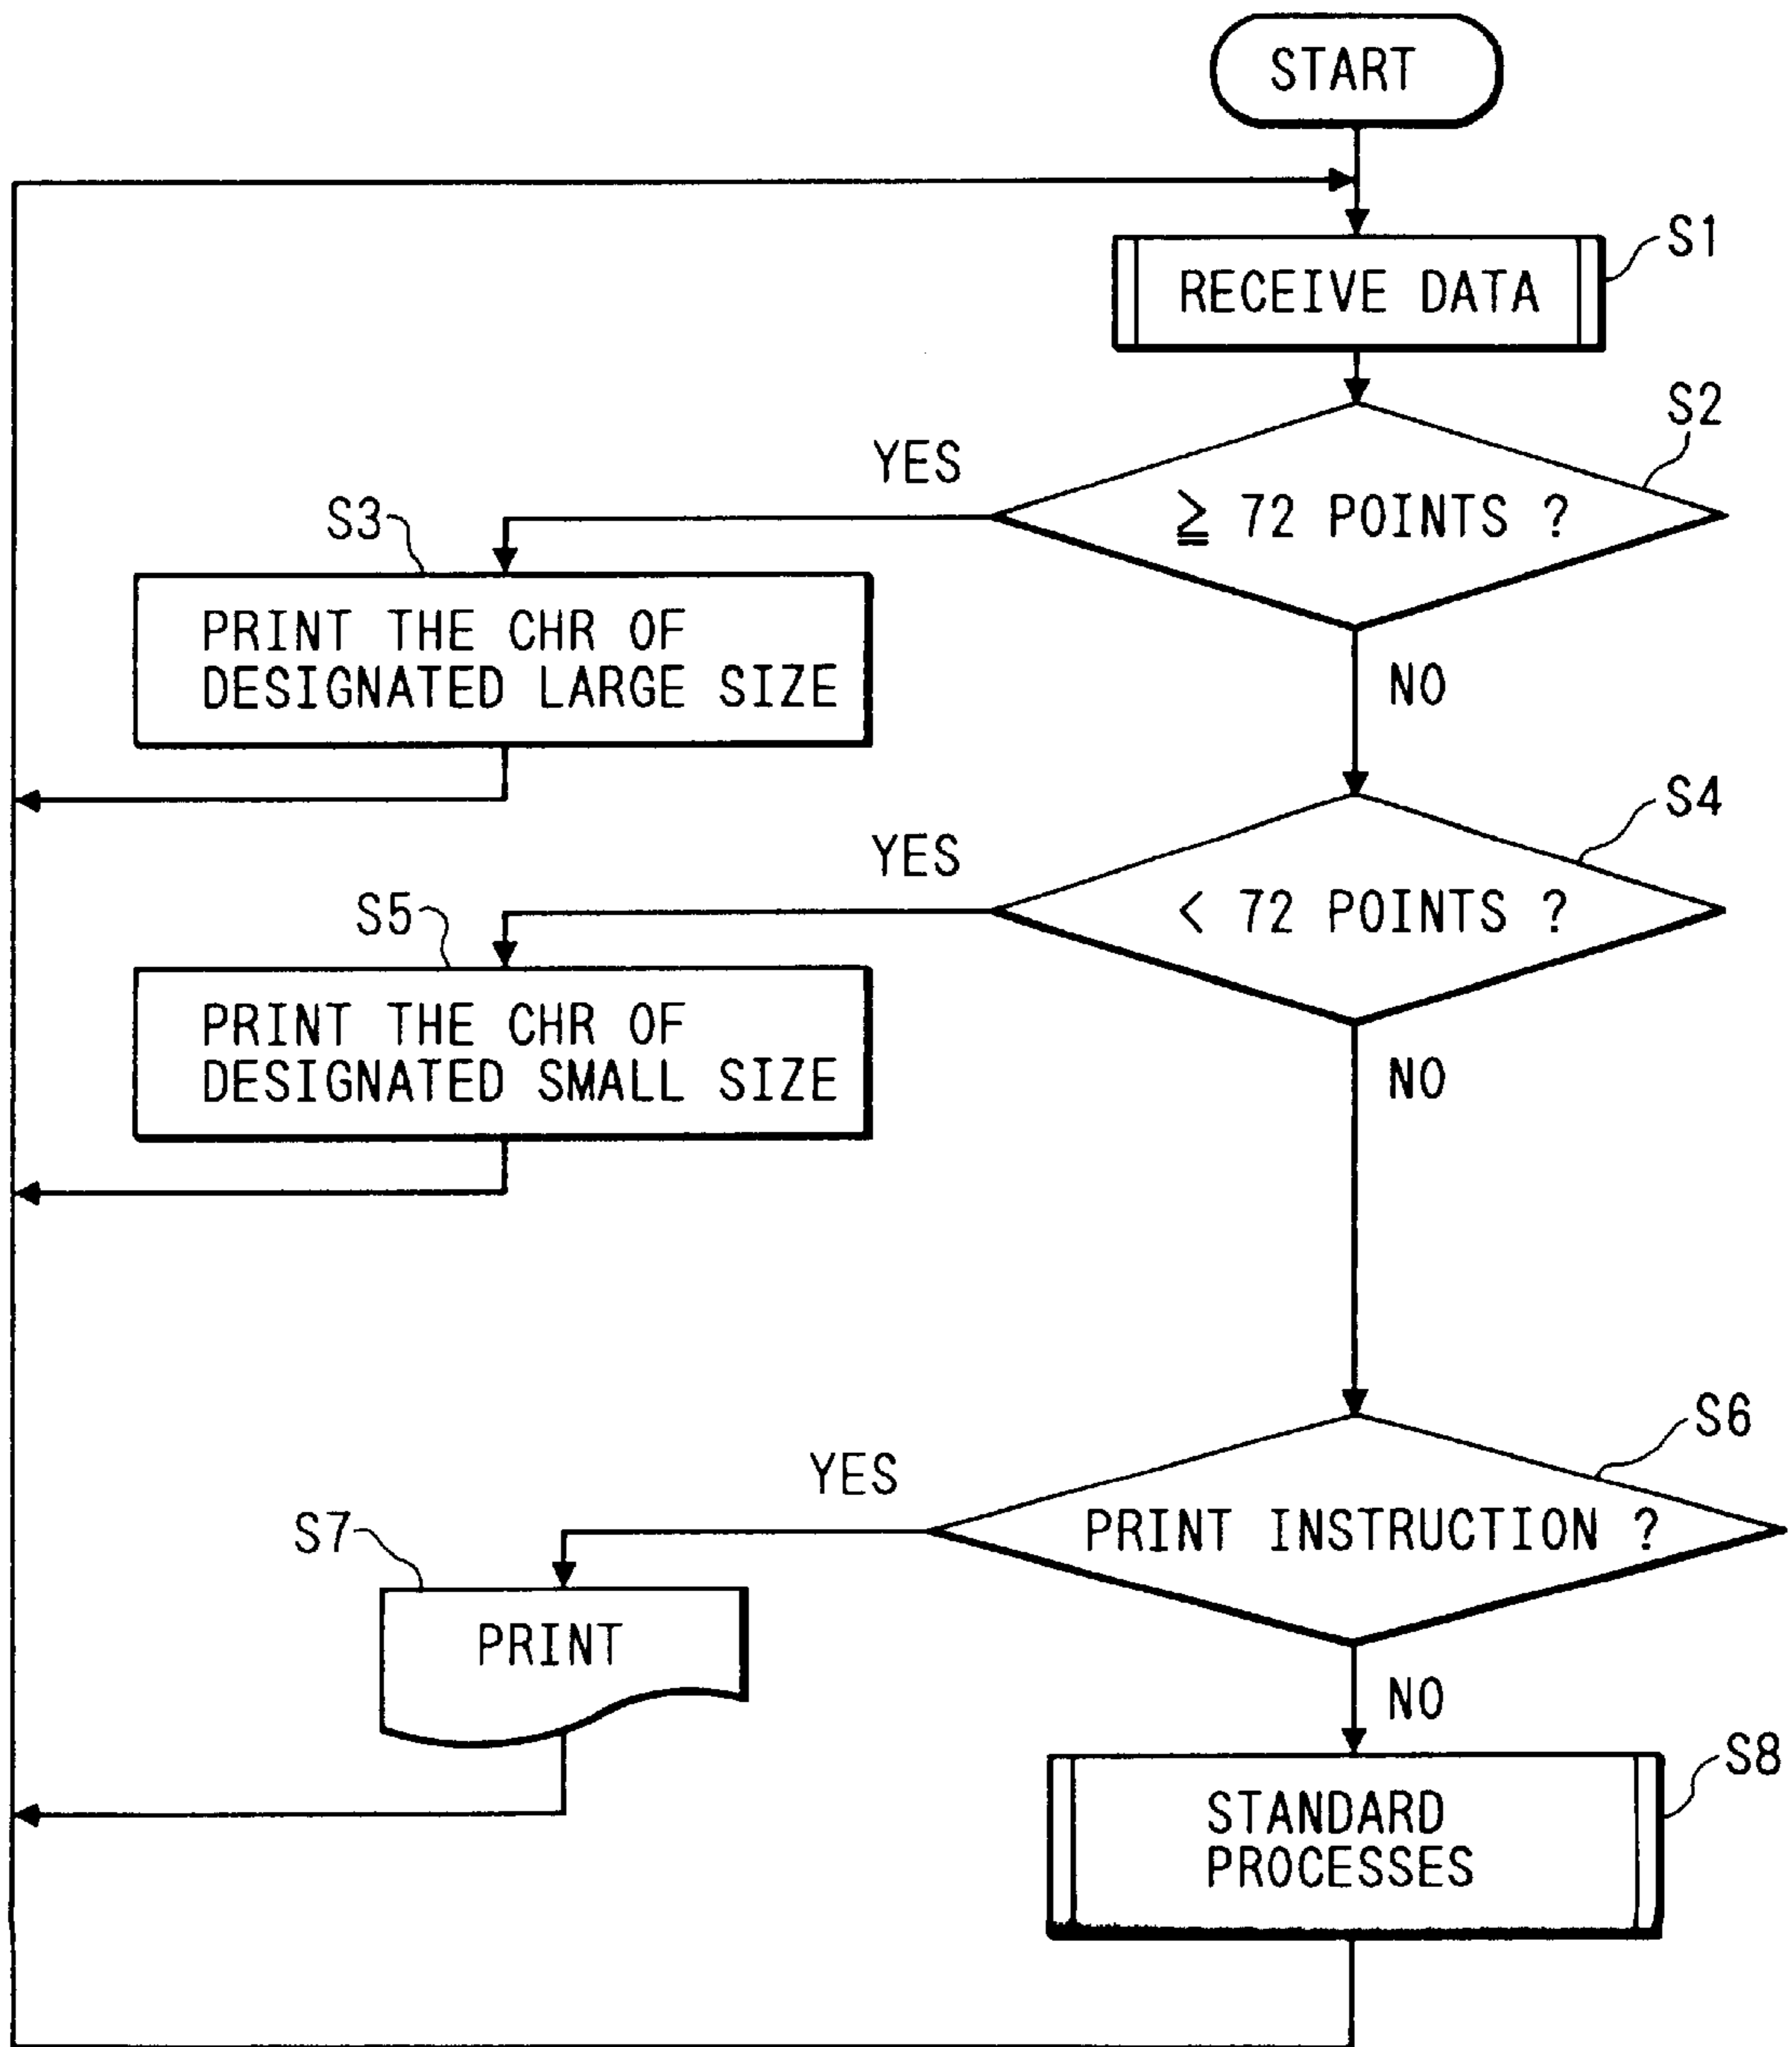 START
S1
RECEIVE DATA
S2
YES
≧ 72 POINTS ?
S3
PRINT THE CHR OF
DESIGNATED LARGE SIZE
NO
S4
YES
< 72 POINTS ?
S5
PRINT THE CHR OF
DESIGNATED SMALL SIZE
NO
S6
YES
PRINT INSTRUCTION ?
S7
PRINT
NO
S8
STANDARD
PROCESSES